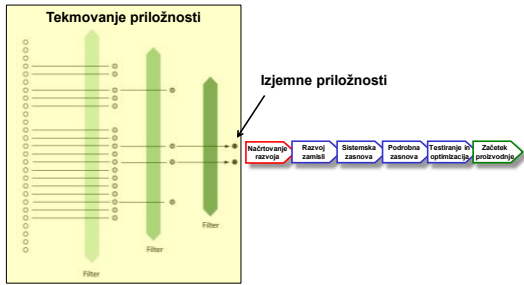 Tekmovanje priložnosti
Izjemne priložnosti
Načrtovanje
razvoja
Razvoj
zamisli
Sistemska
zasnova
Podrobna
zasnova
Testiranje in
optimizacija
Začetek
proizvodnje
Filter
Filter
Filter